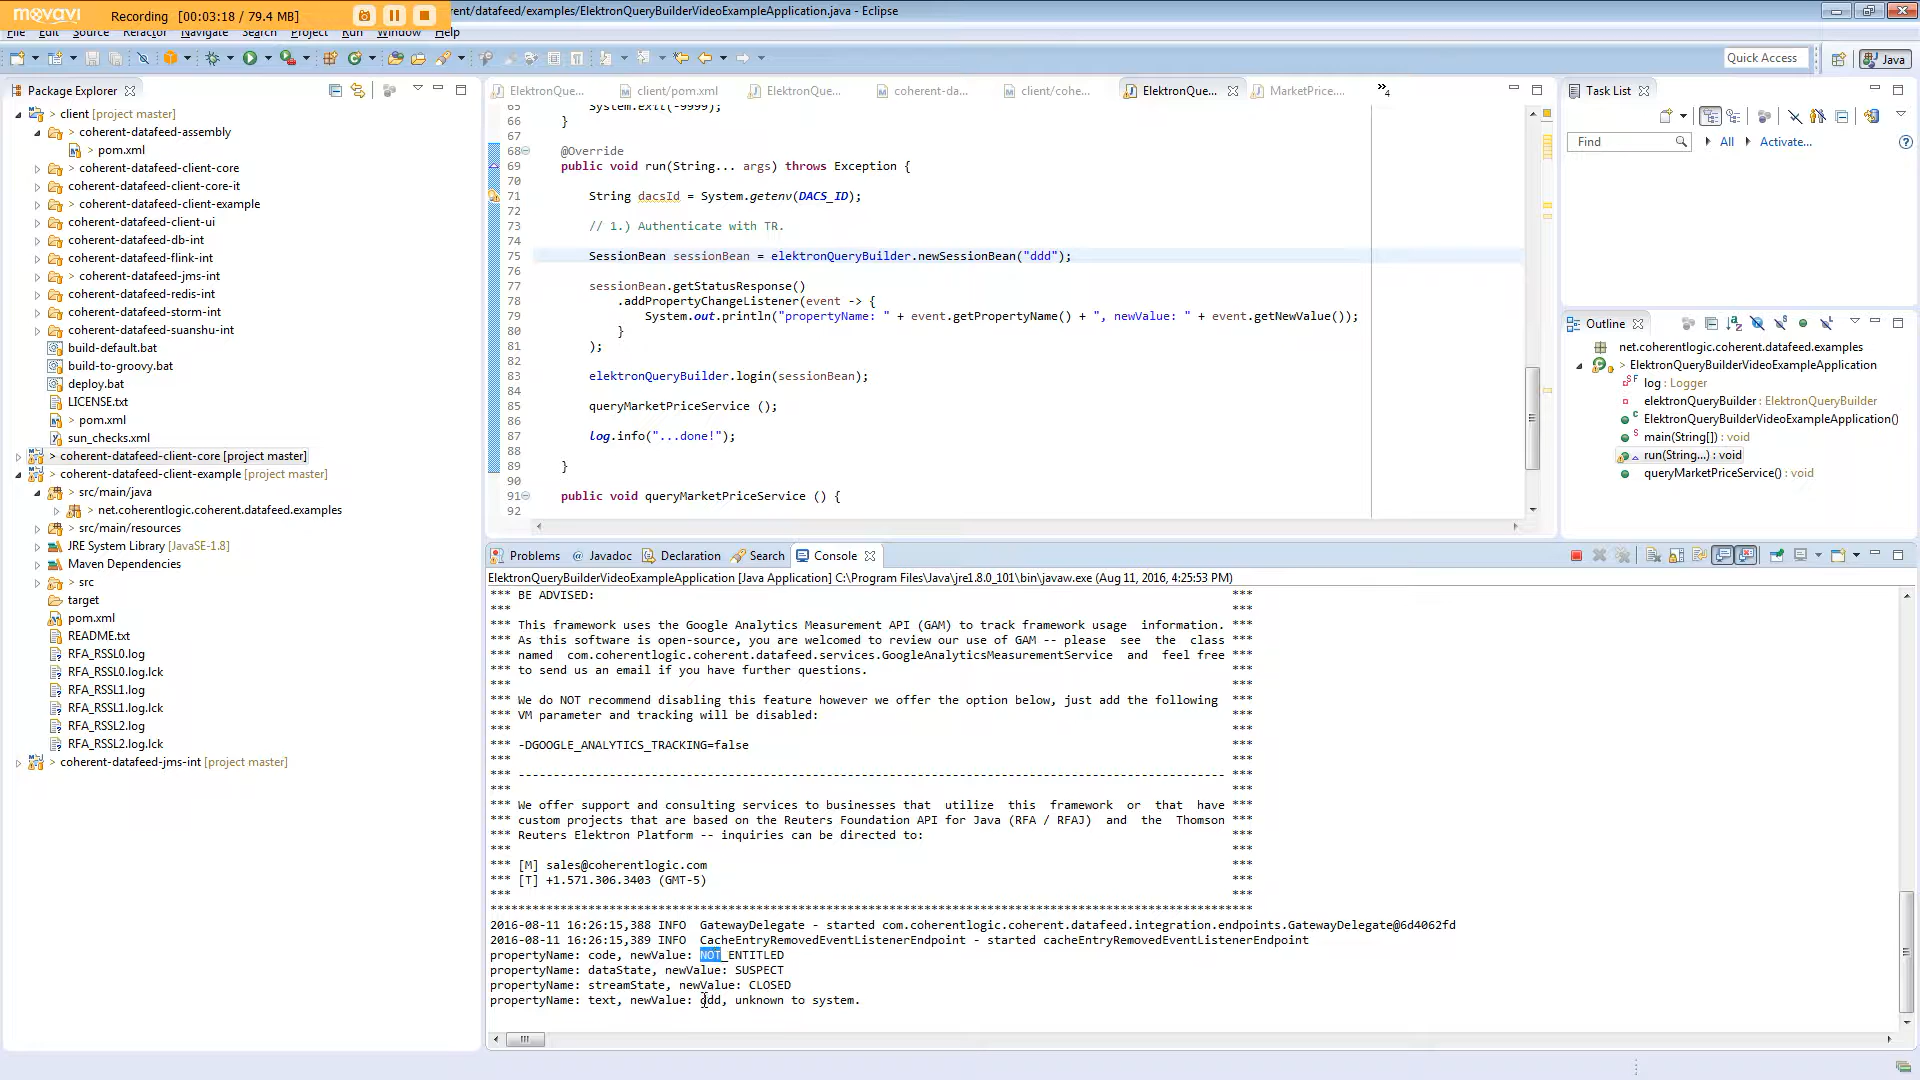 movavi
Recording [00:03:18 / 79.4 MB]
erent/datafeed/examples/ElektronQueryBuilderVideoExampleApplication.java - Eclipse
File Edit Source Refactor Navigate Search Project Run Window Help
Quick Access
Java
Package Explorer
> client [project master]
> coherent-datafeed-assembly
> pom.xml
> coherent-datafeed-client-core
coherent-datafeed-client-core-it
> coherent-datafeed-client-example
coherent-datafeed-client-ui
coherent-datafeed-db-int
coherent-datafeed-flink-int
> coherent-datafeed-jms-int
coherent-datafeed-redis-int
coherent-datafeed-storm-int
coherent-datafeed-suanshu-int
build-default.bat
build-to-groovy.bat
deploy.bat
LICENSE.txt
> pom.xml
sun_checks.xml
> coherent-datafeed-client-core [project master]
> coherent-datafeed-client-example [project master]
> src/main/java
> net.coherentlogic.coherent.datafeed.examples
> src/main/resources
JRE System Library [JavaSE-1.8]
Maven Dependencies
> src
target
pom.xml
README.txt
RFA_RSSL0.log
RFA_RSSL0.log.lck
RFA_RSSL1.log
RFA_RSSL1.log.lck
RFA_RSSL2.log
RFA_RSSL2.log.lck
> coherent-datafeed-jms-int [project master]
ElektronQue... client/pom.xml ElektronQue... coherent-da... client/cohe... ElektronQue... MarketPrice... »4
65 System.exit(-9999);
66 }
67
68 @Override
69 public void run(String... args) throws Exception {
70
71 String dacsId = System.getenv(DACS_ID);
72
73 // 1.) Authenticate with TR.
74
75 SessionBean sessionBean = elektronQueryBuilder.newSessionBean("ddd");
76
77 sessionBean.getStatusResponse()
78 .addPropertyChangeListener(event -> {
79 System.out.println("propertyName: " + event.getPropertyName() + ", newValue: " + event.getNewValue());
80 }
81 );
82
83 elektronQueryBuilder.login(sessionBean);
84
85 queryMarketPriceService ();
86
87 log.info("...done!");
88
89 }
90
91 public void queryMarketPriceService () {
92
Task List
Find All Activate...
Outline
net.coherentlogic.coherent.datafeed.examples
> ElektronQueryBuilderVideoExampleApplication
log : Logger
elektronQueryBuilder : ElektronQueryBuilder
ElektronQueryBuilderVideoExampleApplication()
main(String[]) : void
run(String...) : void
queryMarketPriceService() : void
Problems @ Javadoc Declaration Search Console
ElektronQueryBuilderVideoExampleApplication [Java Application] C:\Program Files\Java\jre1.8.0_101\bin\javaw.exe (Aug 11, 2016, 4:25:53 PM)
*** BE ADVISED: ***
*** ***
*** This framework uses the Google Analytics Measurement API (GAM) to track framework usage information. ***
*** As this software is open-source, you are welcomed to review our use of GAM -- please see the class ***
*** named com.coherentlogic.coherent.datafeed.services.GoogleAnalyticsMeasurementService and feel free ***
*** to send us an email if you have further questions. ***
*** ***
*** We do NOT recommend disabling this feature however we offer the option below, just add the following ***
*** VM parameter and tracking will be disabled: ***
*** ***
*** -DGOOGLE_ANALYTICS_TRACKING=false ***
*** ***
*** ----------------------------------------------------------------------------------------------------- ***
*** ***
*** We offer support and consulting services to businesses that utilize this framework or that have ***
*** custom projects that are based on the Reuters Foundation API for Java (RFA / RFAJ) and the Thomson ***
*** Reuters Elektron Platform -- inquiries can be directed to: ***
*** ***
*** [M] sales@coherentlogic.com ***
*** [T] +1.571.306.3403 (GMT-5) ***
*** ***
*************************************************************************************************************
2016-08-11 16:26:15,388 INFO GatewayDelegate - started com.coherentlogic.coherent.datafeed.integration.endpoints.GatewayDelegate@6d4062fd
2016-08-11 16:26:15,389 INFO CacheEntryRemovedEventListenerEndpoint - started cacheEntryRemovedEventListenerEndpoint
propertyName: code, newValue: NOT_ENTITLED
propertyName: dataState, newValue: SUSPECT
propertyName: streamState, newValue: CLOSED
propertyName: text, newValue: ddd, unknown to system.